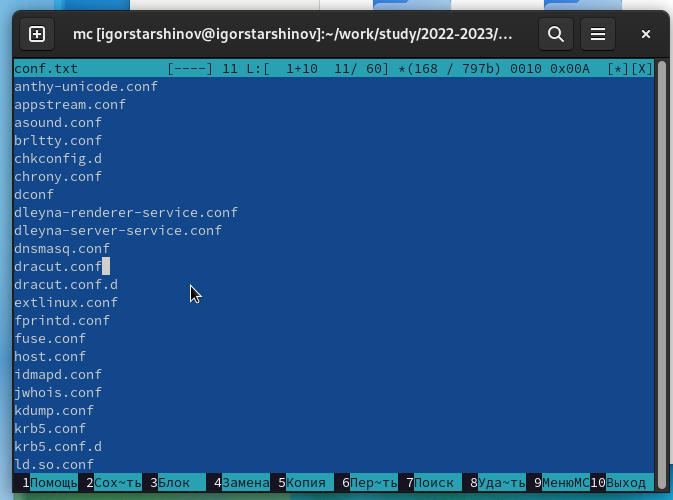 mc [igorstarshinov@igorstarshinov]:~/work/study/2022-2023/...
conf.txt [----] 11 L:[ 1+10 11/ 60] *(168 / 797b) 0010 0x00A [*][X]
anthy-unicode.conf
appstream.conf
asound.conf
brltty.conf
chkconfig.d
chrony.conf
dconf
dleyna-renderer-service.conf
dleyna-server-service.conf
dnsmasq.conf
dracut.conf
dracut.conf.d
extlinux.conf
fprintd.conf
fuse.conf
host.conf
idmapd.conf
jwhois.conf
kdump.conf
krb5.conf
krb5.conf.d
ld.so.conf
1Помощь 2Сох~ть 3Блок 4Замена 5Копия 6Пер~ть 7Поиск 8Уда~ть 9МенюMC 10Выход